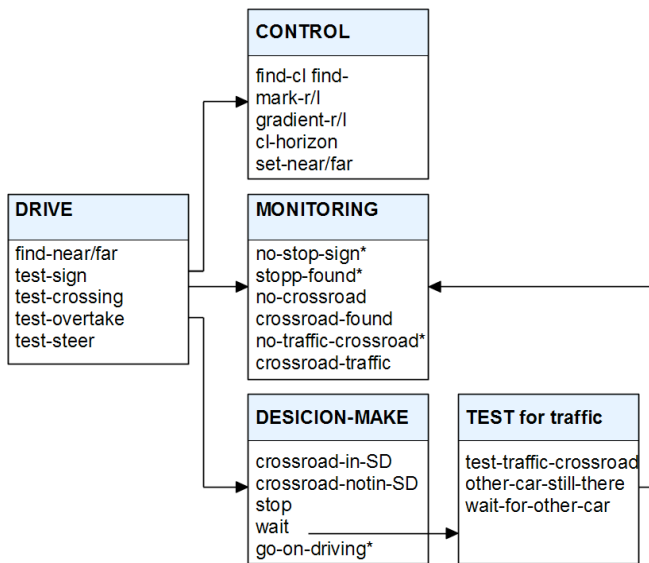 CONTROL
find-cl find-
mark-r/l
gradient-r/l
cl-horizon
set-near/far
DRIVE
find-near/far
test-sign
test-crossing
test-overtake
test-steer
MONITORING
no-stop-sign*
stopp-found*
no-crossroad
crossroad-found
no-traffic-crossroad*
crossroad-traffic
DESICION-MAKE
crossroad-in-SD
crossroad-notin-SD
stop
wait
go-on-driving*
TEST for traffic
test-traffic-crossroad
other-car-still-there
wait-for-other-car